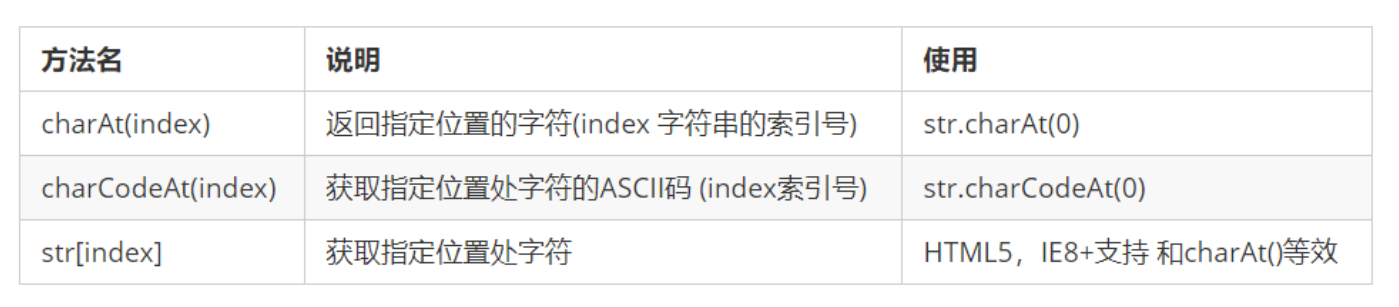 方法名 说明 使用
charAt(index) 返回指定位置的字符(index 字符串的索引号) str.charAt(0)
charCodeAt(index) 获取指定位置处字符的ASCII码 (index索引号) str.charCodeAt(0)
str[index] 获取指定位置处字符 HTML5，IE8+支持 和charAt()等效